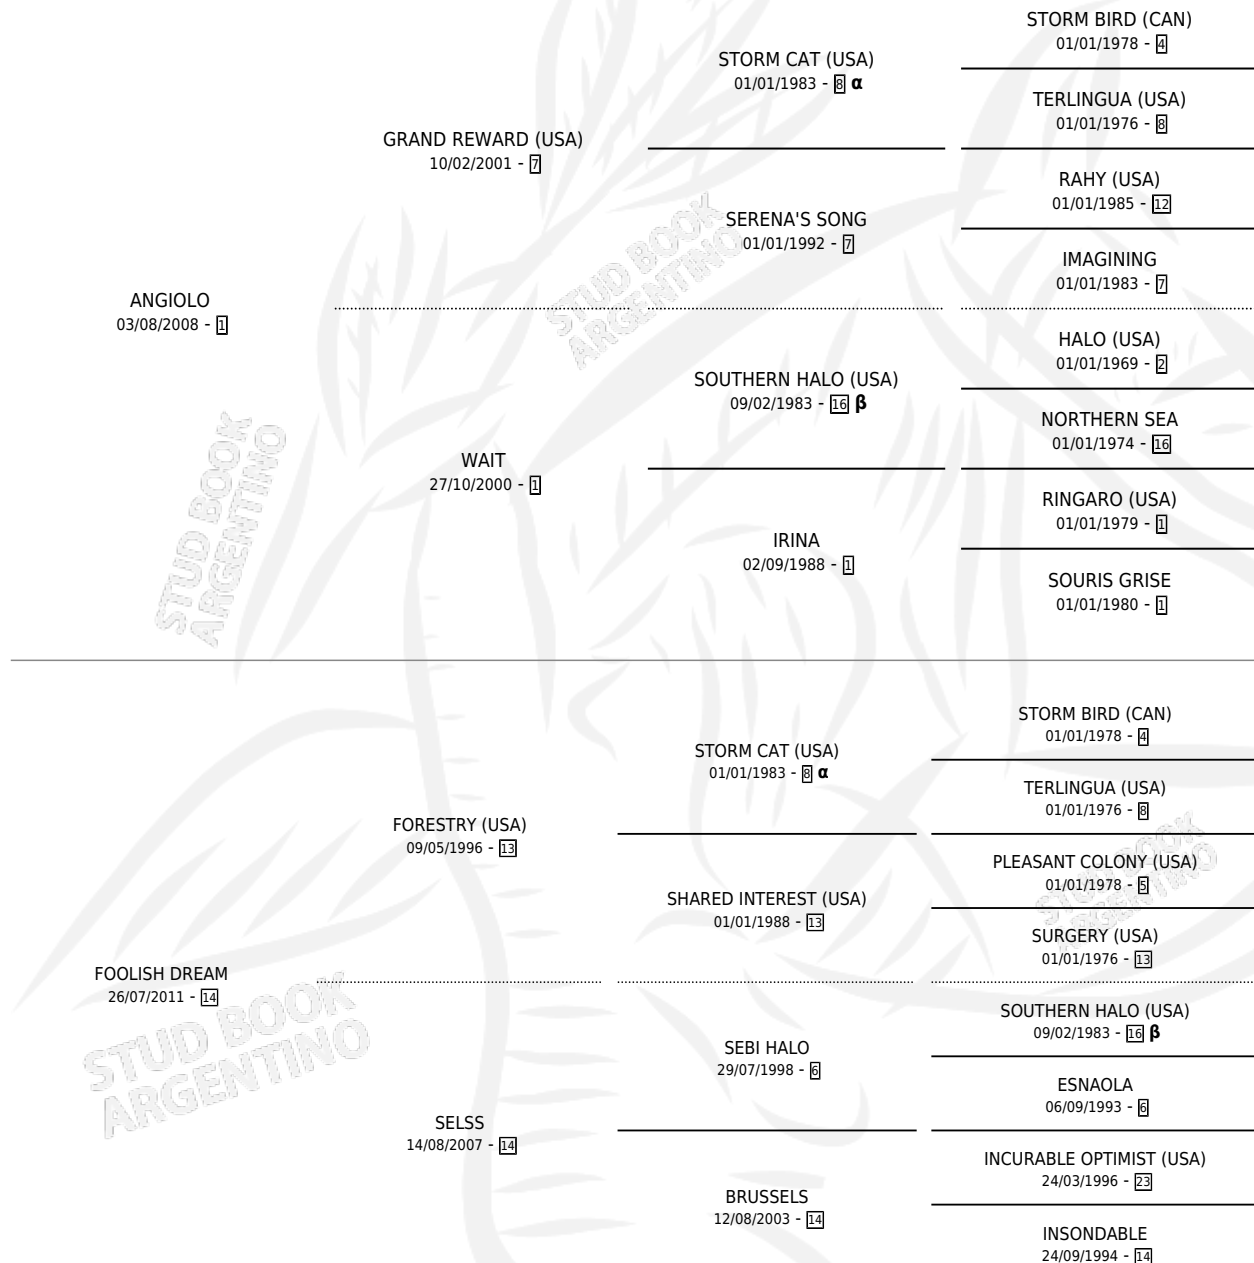 STORM BIRD (CAN)
01/01/1978 - 4
STORM CAT (USA)
01/01/1983 - 8 α
TERLINGUA (USA)
01/01/1976 - 8
GRAND REWARD (USA)
10/02/2001 - 7
RAHY (USA)
01/01/1985 - 12
SERENA'S SONG
01/01/1992 - 7
IMAGINING
01/01/1983 - 7
ANGIOLO
03/08/2008 - 1
HALO (USA)
01/01/1969 - 2
SOUTHERN HALO (USA)
09/02/1983 - 16 β
NORTHERN SEA
01/01/1974 - 16
WAIT
27/10/2000 - 1
RINGARO (USA)
01/01/1979 - 1
IRINA
02/09/1988 - 1
SOURIS GRISE
01/01/1980 - 1
STUD BOOK
ARGENTINO
STUD BOOK
ARGENTINO
STORM BIRD (CAN)
01/01/1978 - 4
STORM CAT (USA)
01/01/1983 - 8 α
TERLINGUA (USA)
01/01/1976 - 8
FORESTRY (USA)
09/05/1996 - 13
PLEASANT COLONY (USA)
01/01/1978 - 5
SHARED INTEREST (USA)
01/01/1988 - 13
SURGERY (USA)
01/01/1976 - 13
FOOLISH DREAM
26/07/2011 - 14
SOUTHERN HALO (USA)
09/02/1983 - 16 β
SEBI HALO
29/07/1998 - 6
ESNAOLA
06/09/1993 - 6
SELSS
14/08/2007 - 14
INCURABLE OPTIMIST (USA)
24/03/1996 - 23
BRUSSELS
12/08/2003 - 14
INSONDABLE
24/09/1994 - 14
STUD BOOK
ARGENTINO
STUD BOOK
ARGENTINO